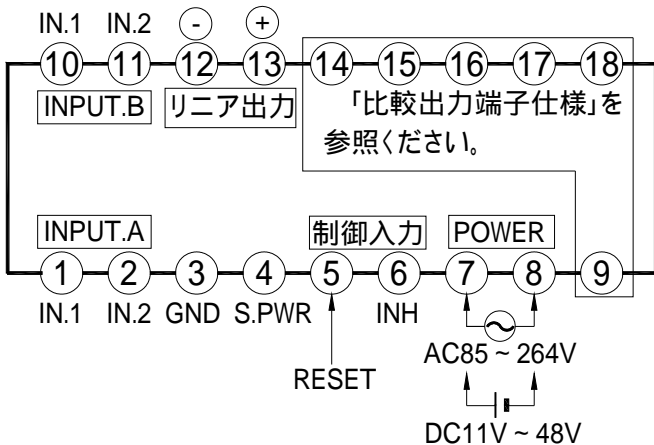 IN.1 IN.2 - +
10 11 12 13 14 15 16 17 18
INPUT.B リニア出力 「比較出力端子仕様」を
参照ください。
INPUT.A 制御入力 POWER
1 2 3 4 5 6 7 8 9
IN.1 IN.2 GND S.PWR INH
AC85 ~ 264V
RESET
DC11V ~ 48V